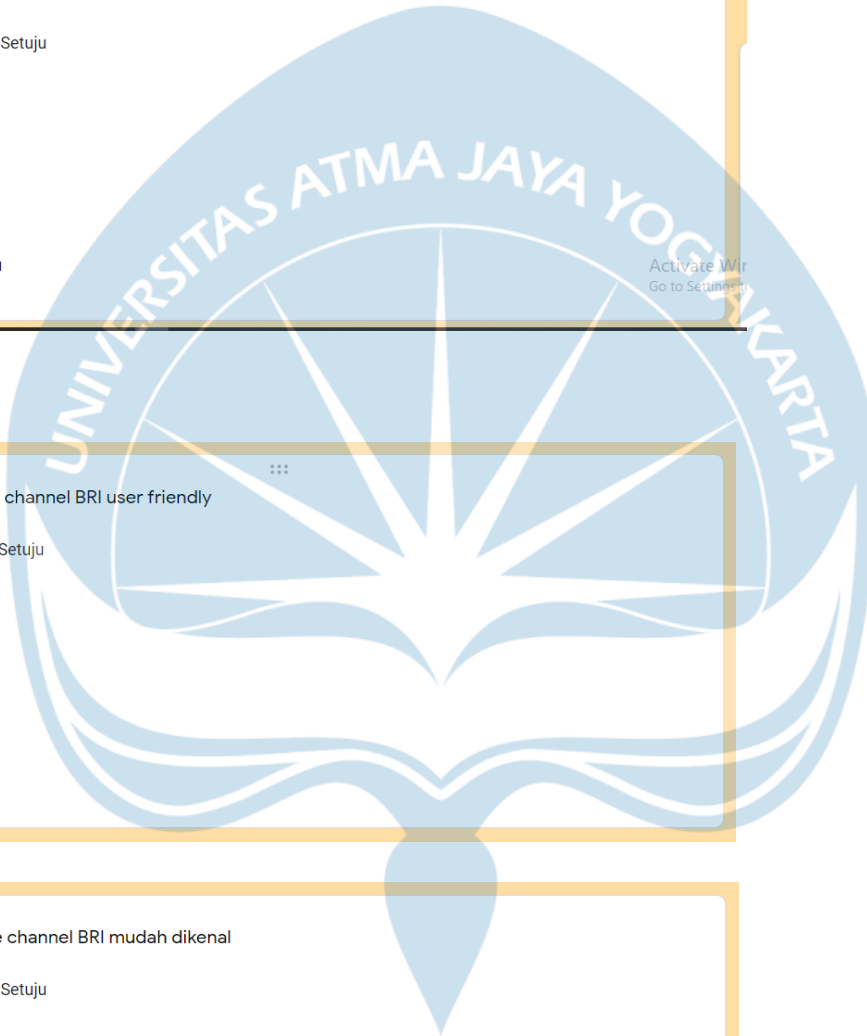 Setuju
UNIVERSITAS ATMA JAYA YOGYAKARTA
Activate Win
Go to Settings
channel BRI user friendly
Setuju
channel BRI mudah dikenal
Setuju